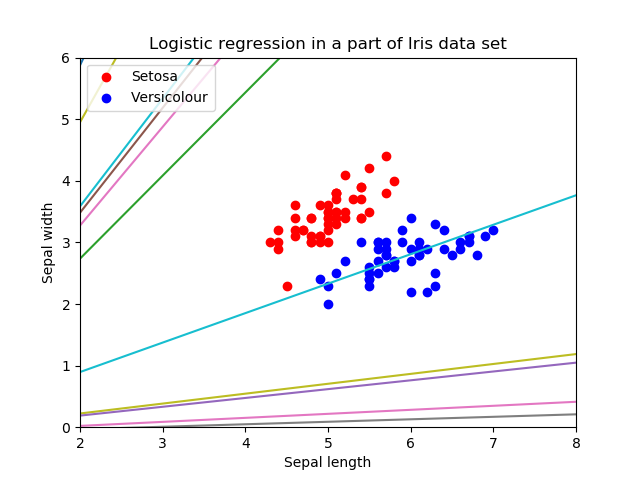 Logistic regression in a part of Iris data set
Setosa
Versicolour
6
5
4
3
2
1
0
Sepal width
2
3
4
5
6
7
8
Sepal length